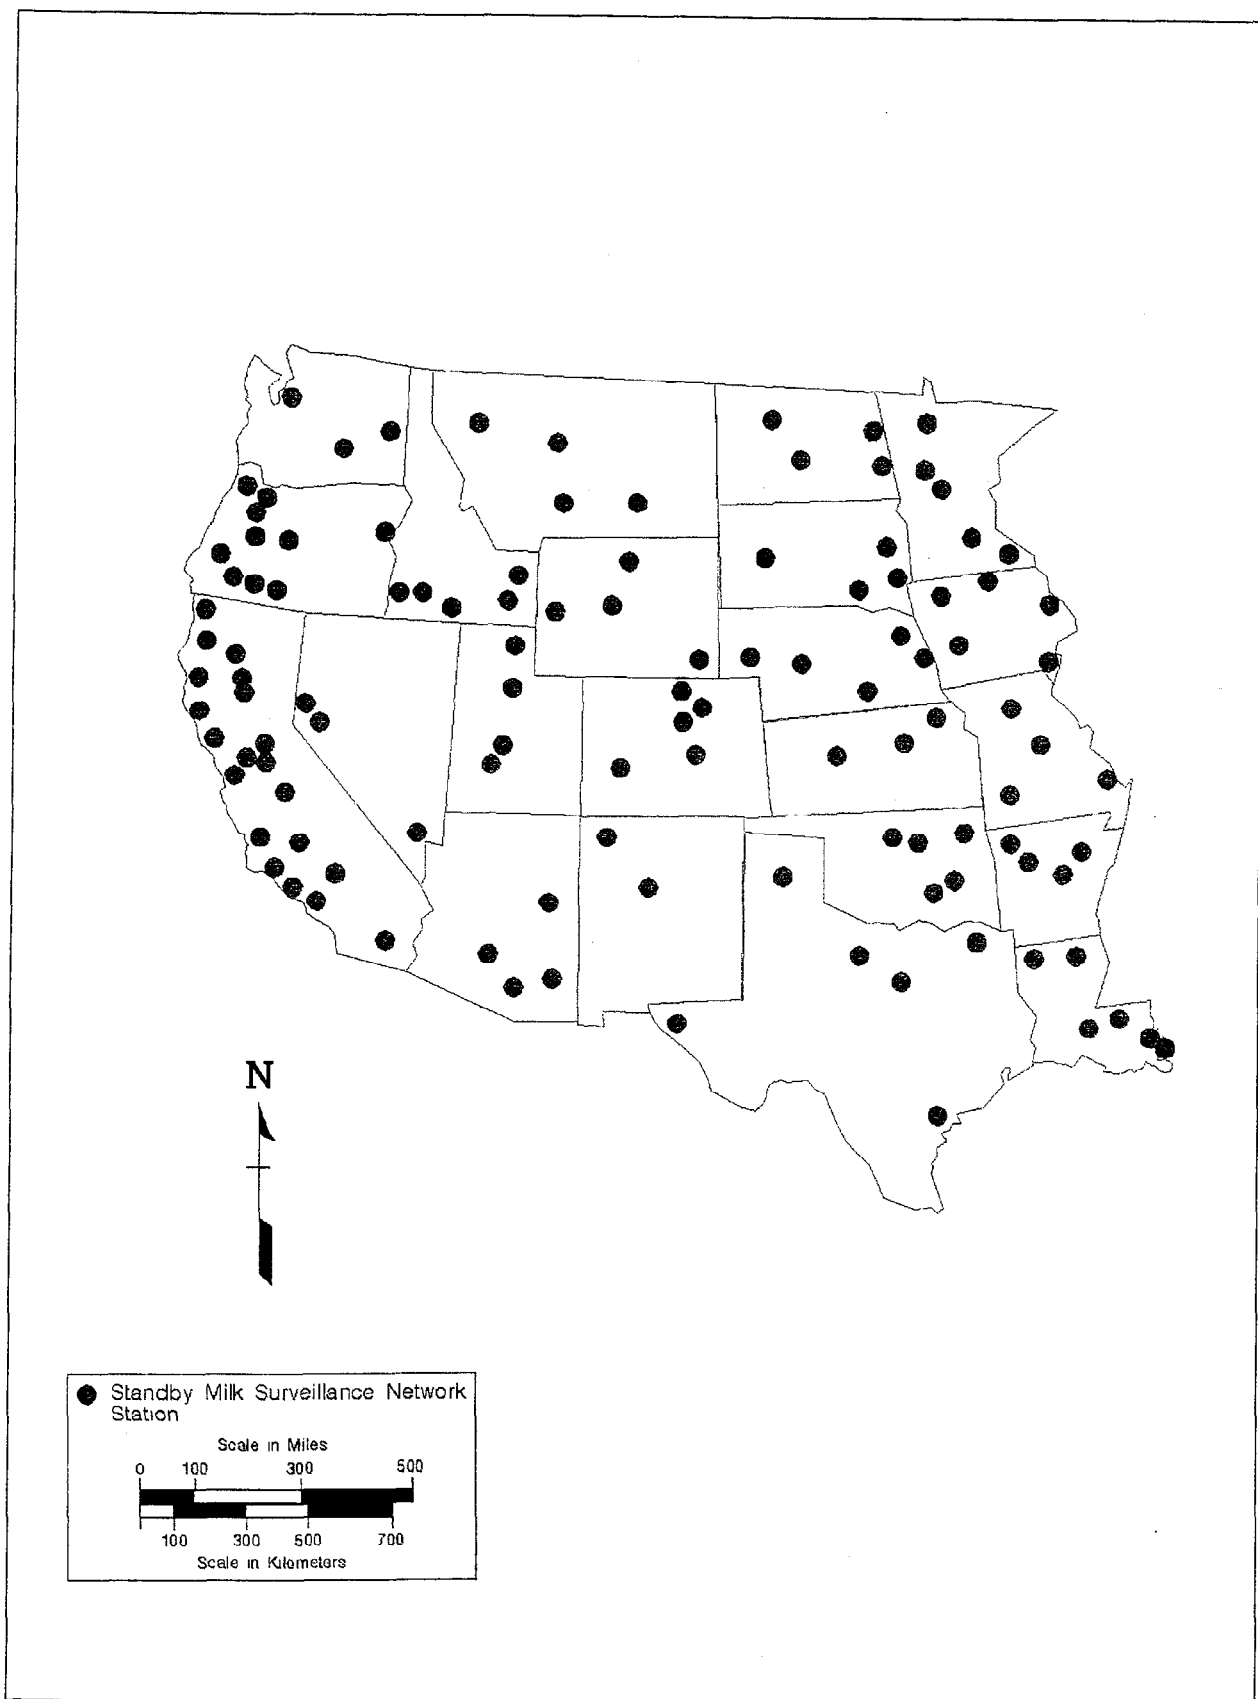 N
Standby Milk Surveillance Network
Station
Scale in Miles
0 100 300 500
100 300 500 700
Scale in Kilometers